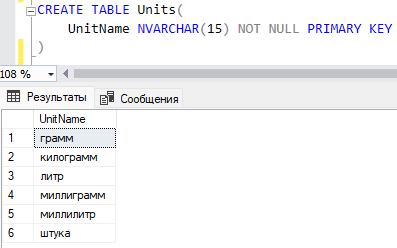 CREATE TABLE Units(
UnitName NVARCHAR(15) NOT NULL PRIMARY KEY
)
108 %
Результаты Сообщения
UnitName
1 грамм
2 килограмм
3 литр
4 миллиграмм
5 миллилитр
6 штука